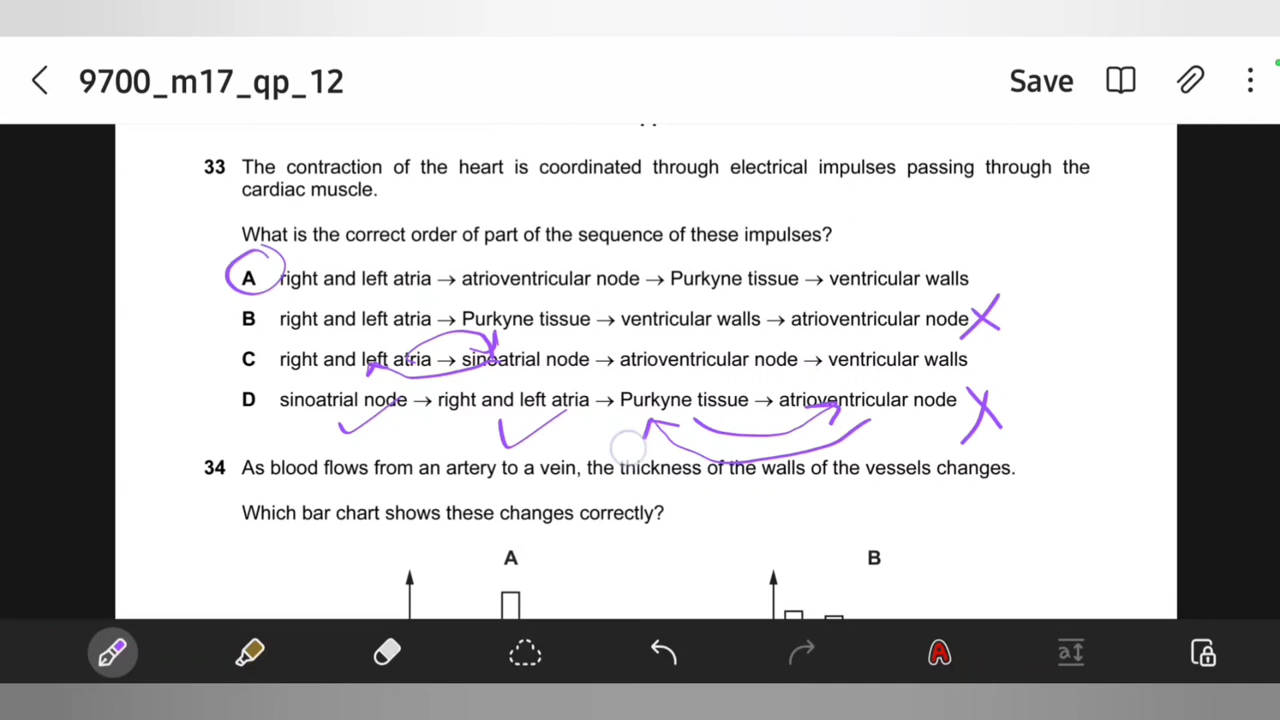 9700_m17_qp_12
Save
33 The contraction of the heart is coordinated through electrical impulses passing through the
cardiac muscle.
What is the correct order of part of the sequence of these impulses?
A right and left atria → atrioventricular node → Purkyne tissue → ventricular walls
B right and left atria → Purkyne tissue → ventricular walls → atrioventricular node
C right and left atria → sinoatrial node → atrioventricular node → ventricular walls
D sinoatrial node → right and left atria → Purkyne tissue → atrioventricular node
34 As blood flows from an artery to a vein, the thickness of the walls of the vessels changes.
Which bar chart shows these changes correctly?
A B
A a